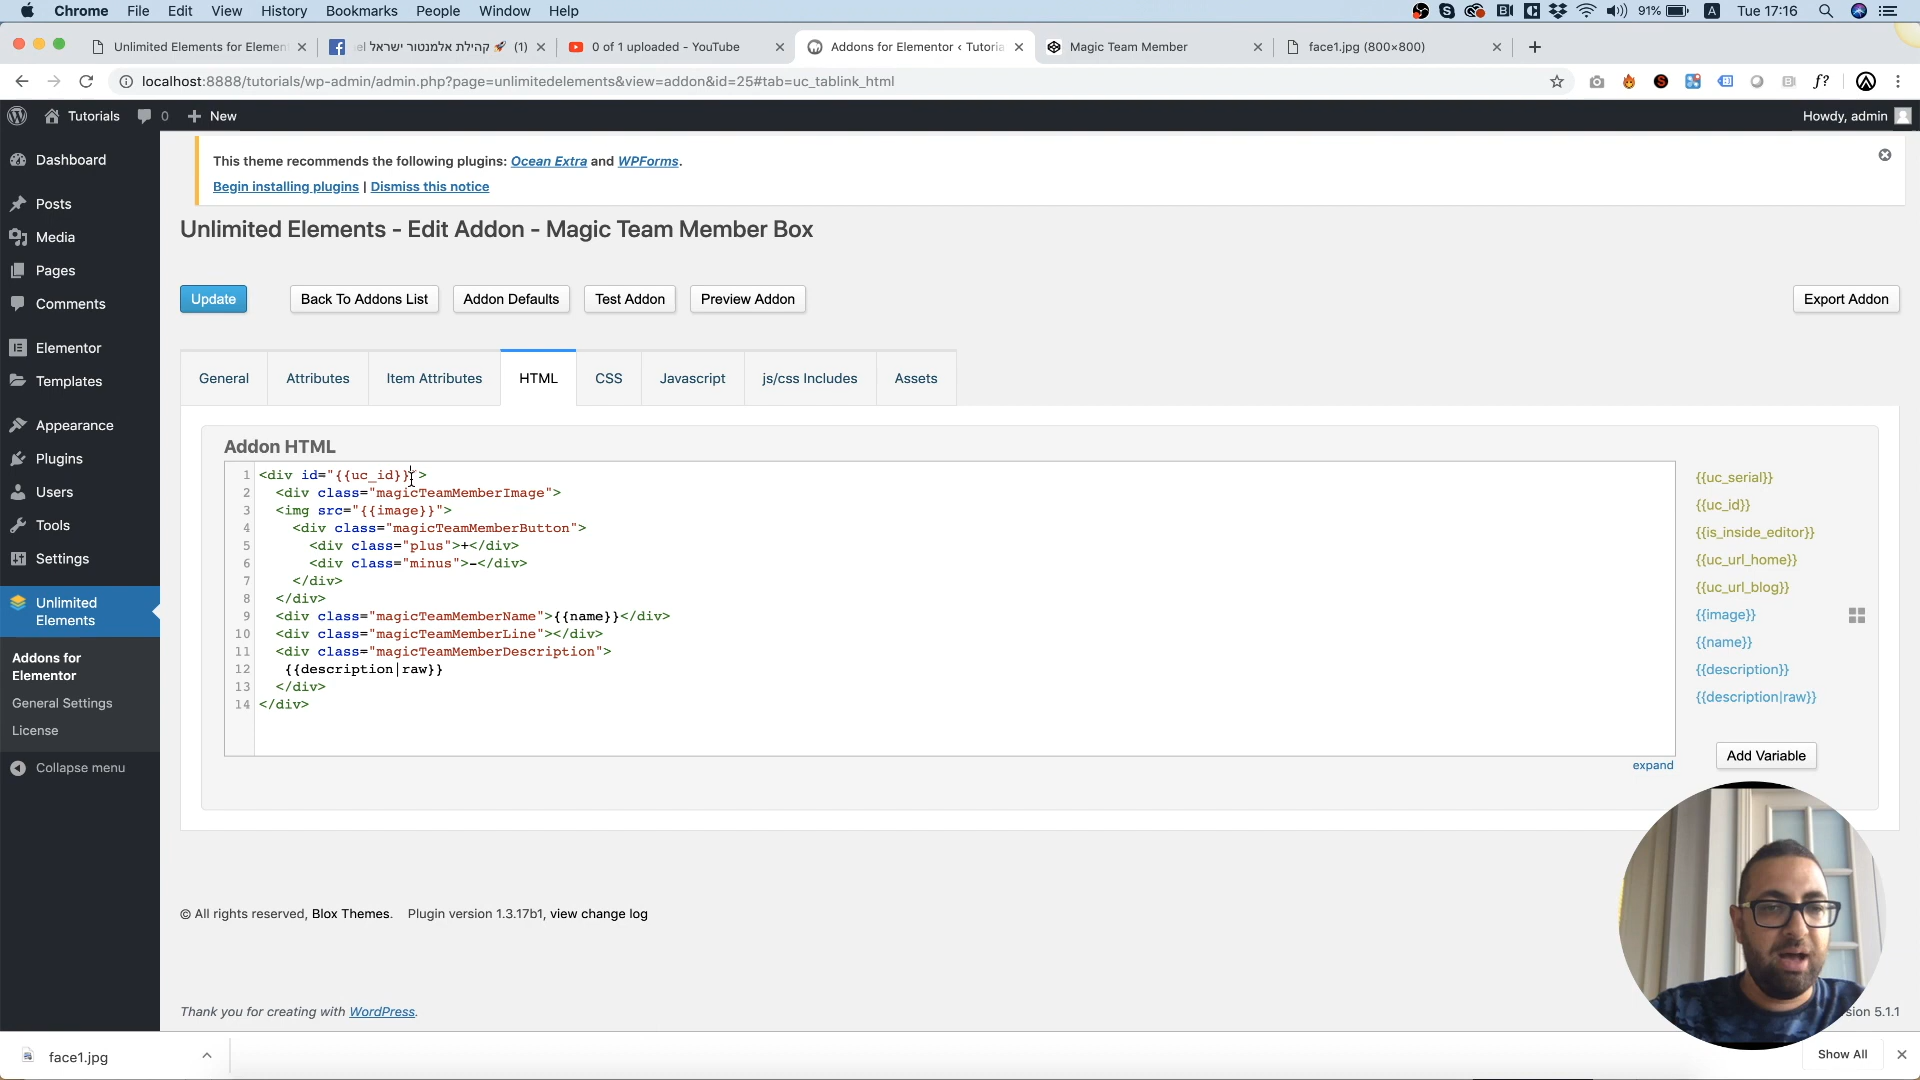 Chrome File Edit View History Bookmarks People Window Help 91% A Tue 17:16
Unlimited Elements for Elemen
(1) קהילת אלמנטור ישראל el
0 of 1 uploaded - YouTube
Addons for Elementor ‹ Tutoria
Magic Team Member
face1.jpg (800×800)
localhost:8888/tutorials/wp-admin/admin.php?page=unlimitedelements&view=addon&id=25#tab=uc_tablink_html
f?
Tutorials 0 New Howdy, admin
Dashboard
Posts
Media
Pages
Comments
Elementor
Templates
Appearance
Plugins
Users
Tools
Settings
Unlimited
Elements
Addons for
Elementor
General Settings
License
Collapse menu
This theme recommends the following plugins: Ocean Extra and WPForms.
Begin installing plugins | Dismiss this notice
Unlimited Elements - Edit Addon - Magic Team Member Box
Update Back To Addons List Addon Defaults Test Addon Preview Addon Export Addon
General Attributes Item Attributes HTML CSS Javascript js/css Includes Assets
Addon HTML
1 <div id="{{uc_id}}">
2 <div class="magicTeamMemberImage">
3 <img src="{{image}}">
4 <div class="magicTeamMemberButton">
5 <div class="plus">+</div>
6 <div class="minus">-</div>
7 </div>
8 </div>
9 <div class="magicTeamMemberName">{{name}}</div>
10 <div class="magicTeamMemberLine"></div>
11 <div class="magicTeamMemberDescription">
12 {{description|raw}}
13 </div>
14 </div>
{{uc_serial}}
{{uc_id}}
{{is_inside_editor}}
{{uc_url_home}}
{{uc_url_blog}}
{{image}}
{{name}}
{{description}}
{{description|raw}}
expand
Add Variable
© All rights reserved, Blox Themes. Plugin version 1.3.17b1, view change log
Thank you for creating with WordPress. sion 5.1.1
face1.jpg Show All